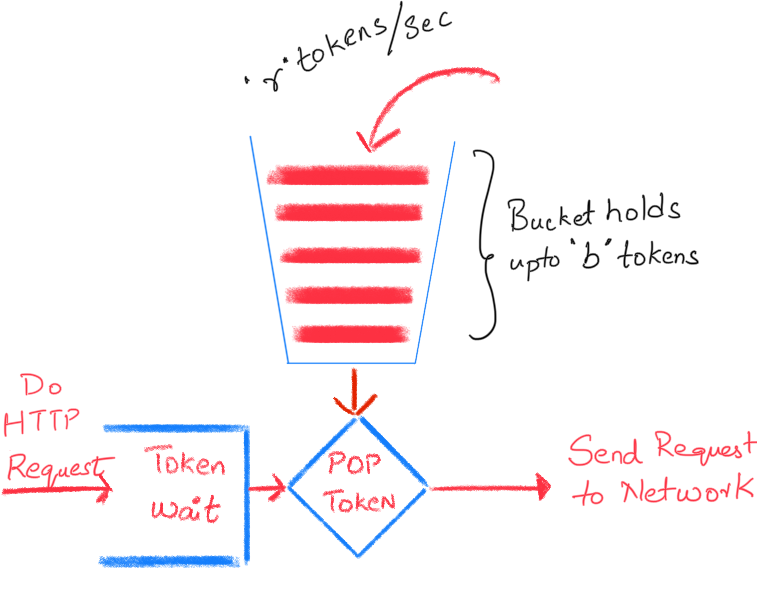 "r" tokens/sec
Bucket holds
upto "b" tokens
Do
HTTP
Request
Token
wait
POP
TOKEN
Send Request
to Network